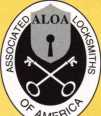 ASSOCIATED LOCKSMITHS
ALOA
OF AMERICA